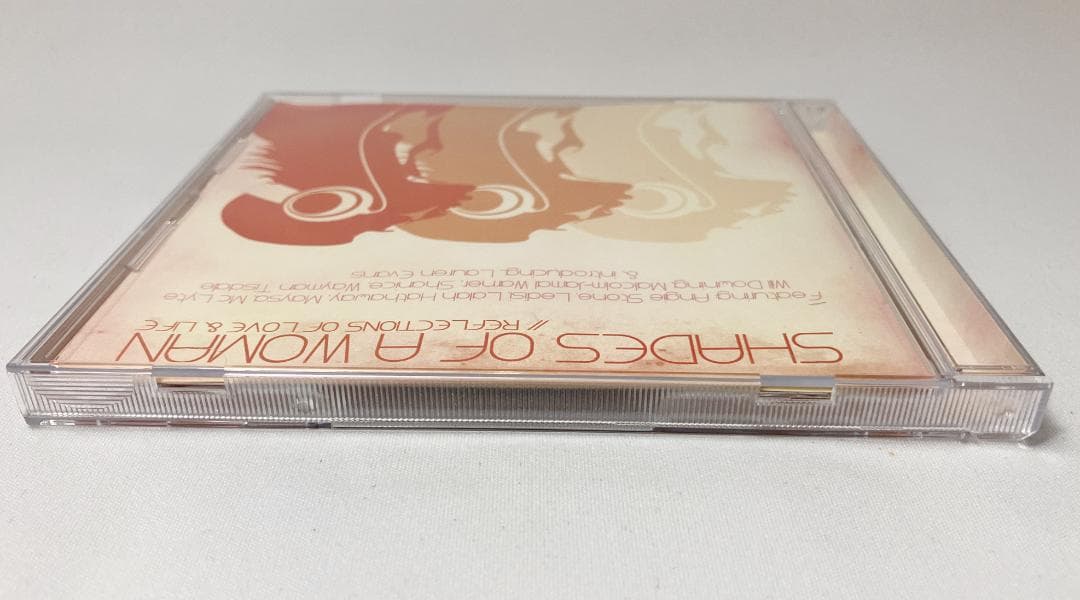 SHADES OF A WOMAN
// REFLECTIONS OF LOVE & LIFE
Featuring Angie Stone, Ledisi, Lalah Hathaway, Maysa, Mc Lyte
Will Downing, Malcolm-Jamal Warner, Shanice, Wayman Tisdale
& introducing, Lauren Evans